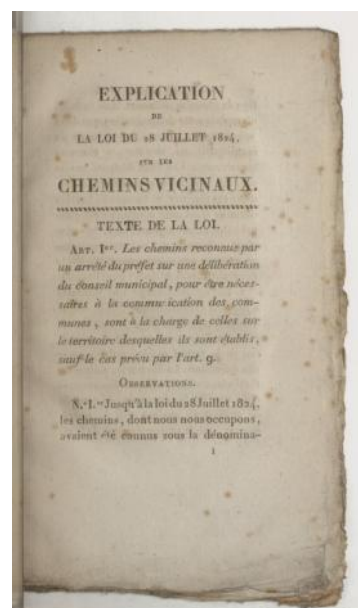 EXPLICATION
DE
LA LOI DU 28 JUILLET 1824,
SUR LES
CHEMINS VICINAUX.
TEXTE DE LA LOI.
ART. Ier. Les chemins reconnus par
un arrêté du préfet sur une délibération
du conseil municipal, pour être néces-
saires à la commu ication des com-
munes, sont à la charge de celles sur
le territoire desquelles ils sont établis,
sauf le cas prévu par l'art. 9.
OBSERVATIONS.
N.º I. Jusqu'à la loi du 28 Juillet 1824,
les chemins, dont nous nous occupons,
avaient été connus sous la dénomina-
1